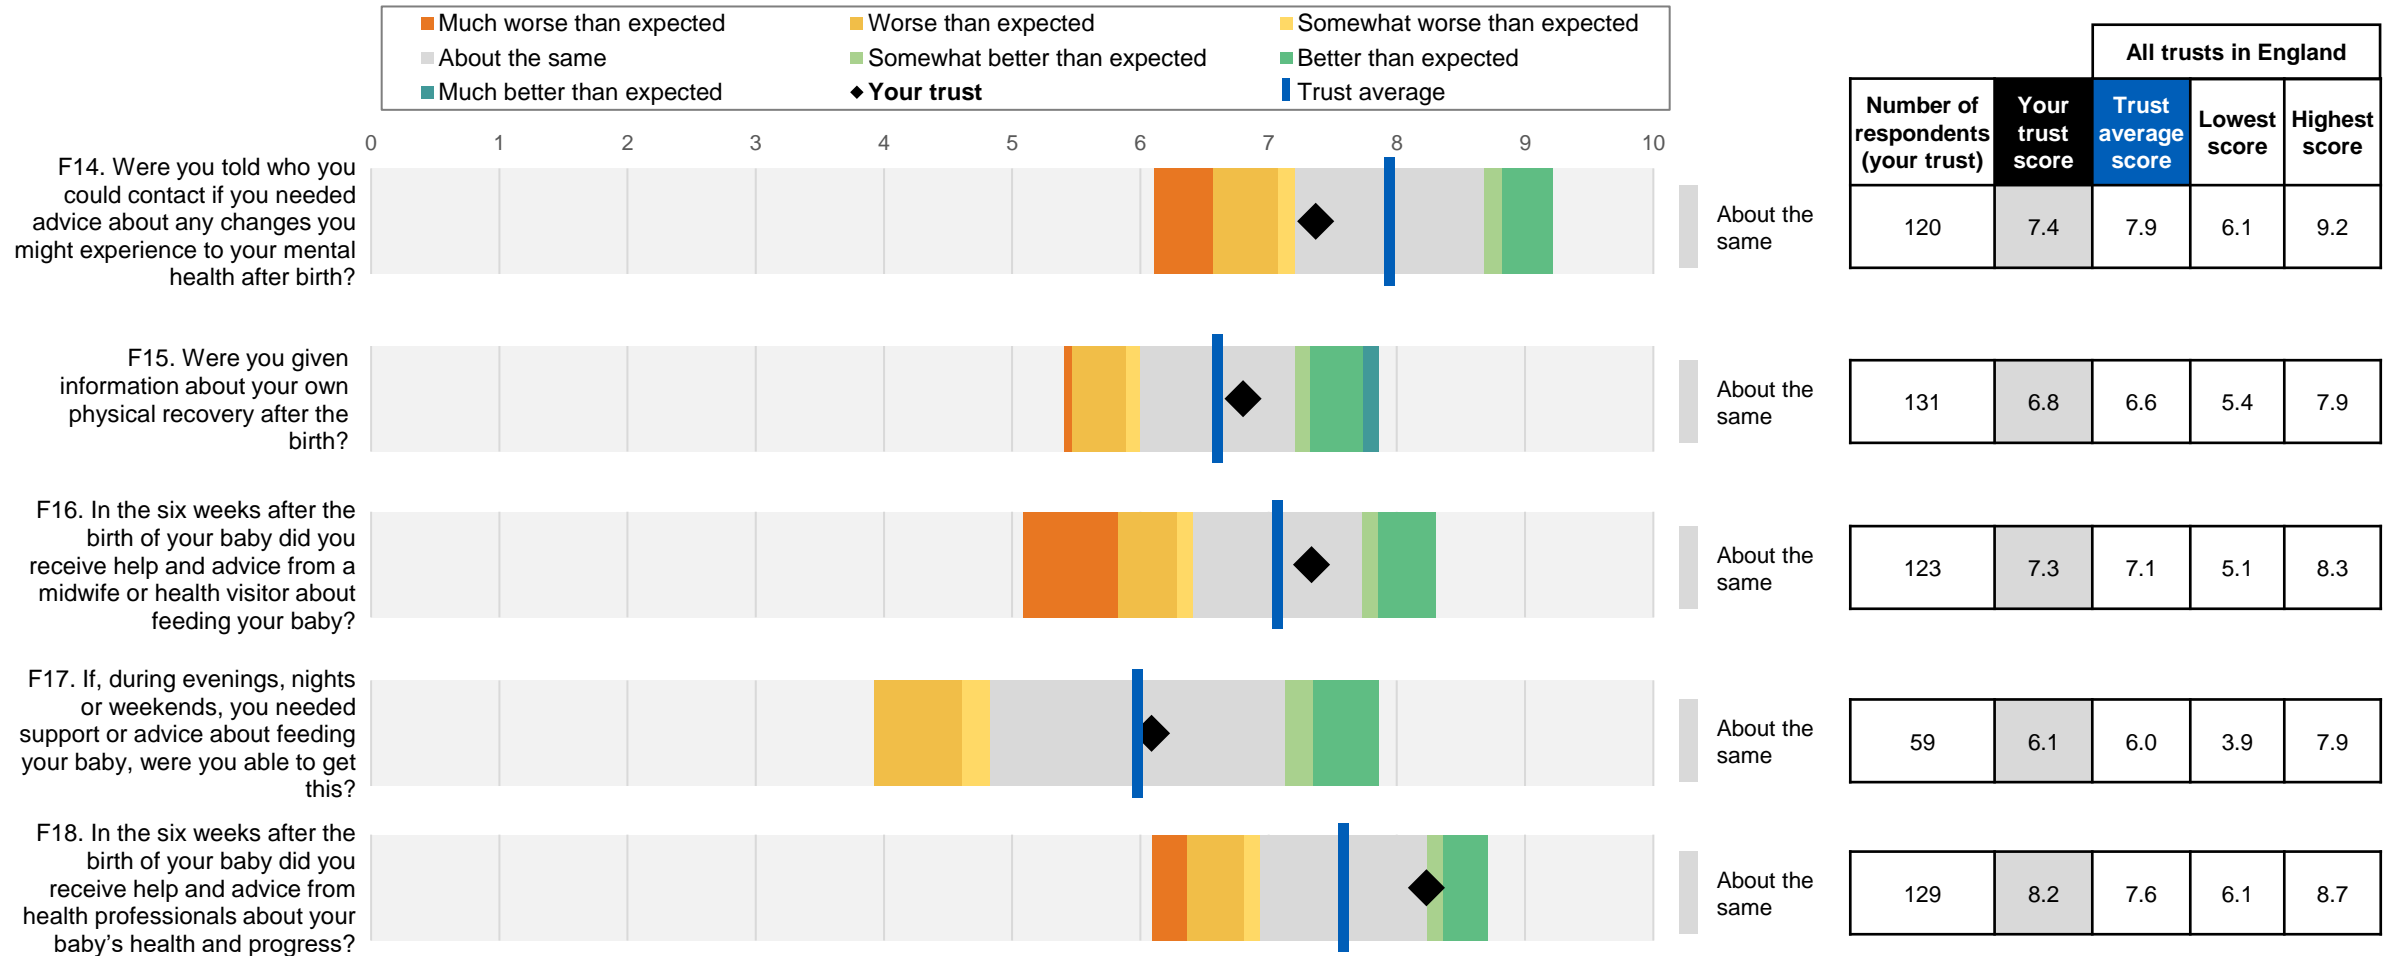 Much worse than expected
Worse than expected
Somewhat worse than expected
About the same
Somewhat better than expected
Better than expected
Much better than expected
Your trust
Trust average
All trusts in England
Number of
respondents
(your trust)
Your
trust
score
Trust
average
score
Lowest
score
Highest
score
0 1 2 3 4 5 6 7 8 9 10
F14. Were you told who you
could contact if you needed
advice about any changes you
might experience to your mental
health after birth?
About the
same
120 7.4 7.9 6.1 9.2
F15. Were you given
information about your own
physical recovery after the
birth?
About the
same
131 6.8 6.6 5.4 7.9
F16. In the six weeks after the
birth of your baby did you
receive help and advice from a
midwife or health visitor about
feeding your baby?
About the
same
123 7.3 7.1 5.1 8.3
F17. If, during evenings, nights
or weekends, you needed
support or advice about feeding
your baby, were you able to get
this?
About the
same
59 6.1 6.0 3.9 7.9
F18. In the six weeks after the
birth of your baby did you
receive help and advice from
health professionals about your
baby’s health and progress?
About the
same
129 8.2 7.6 6.1 8.7